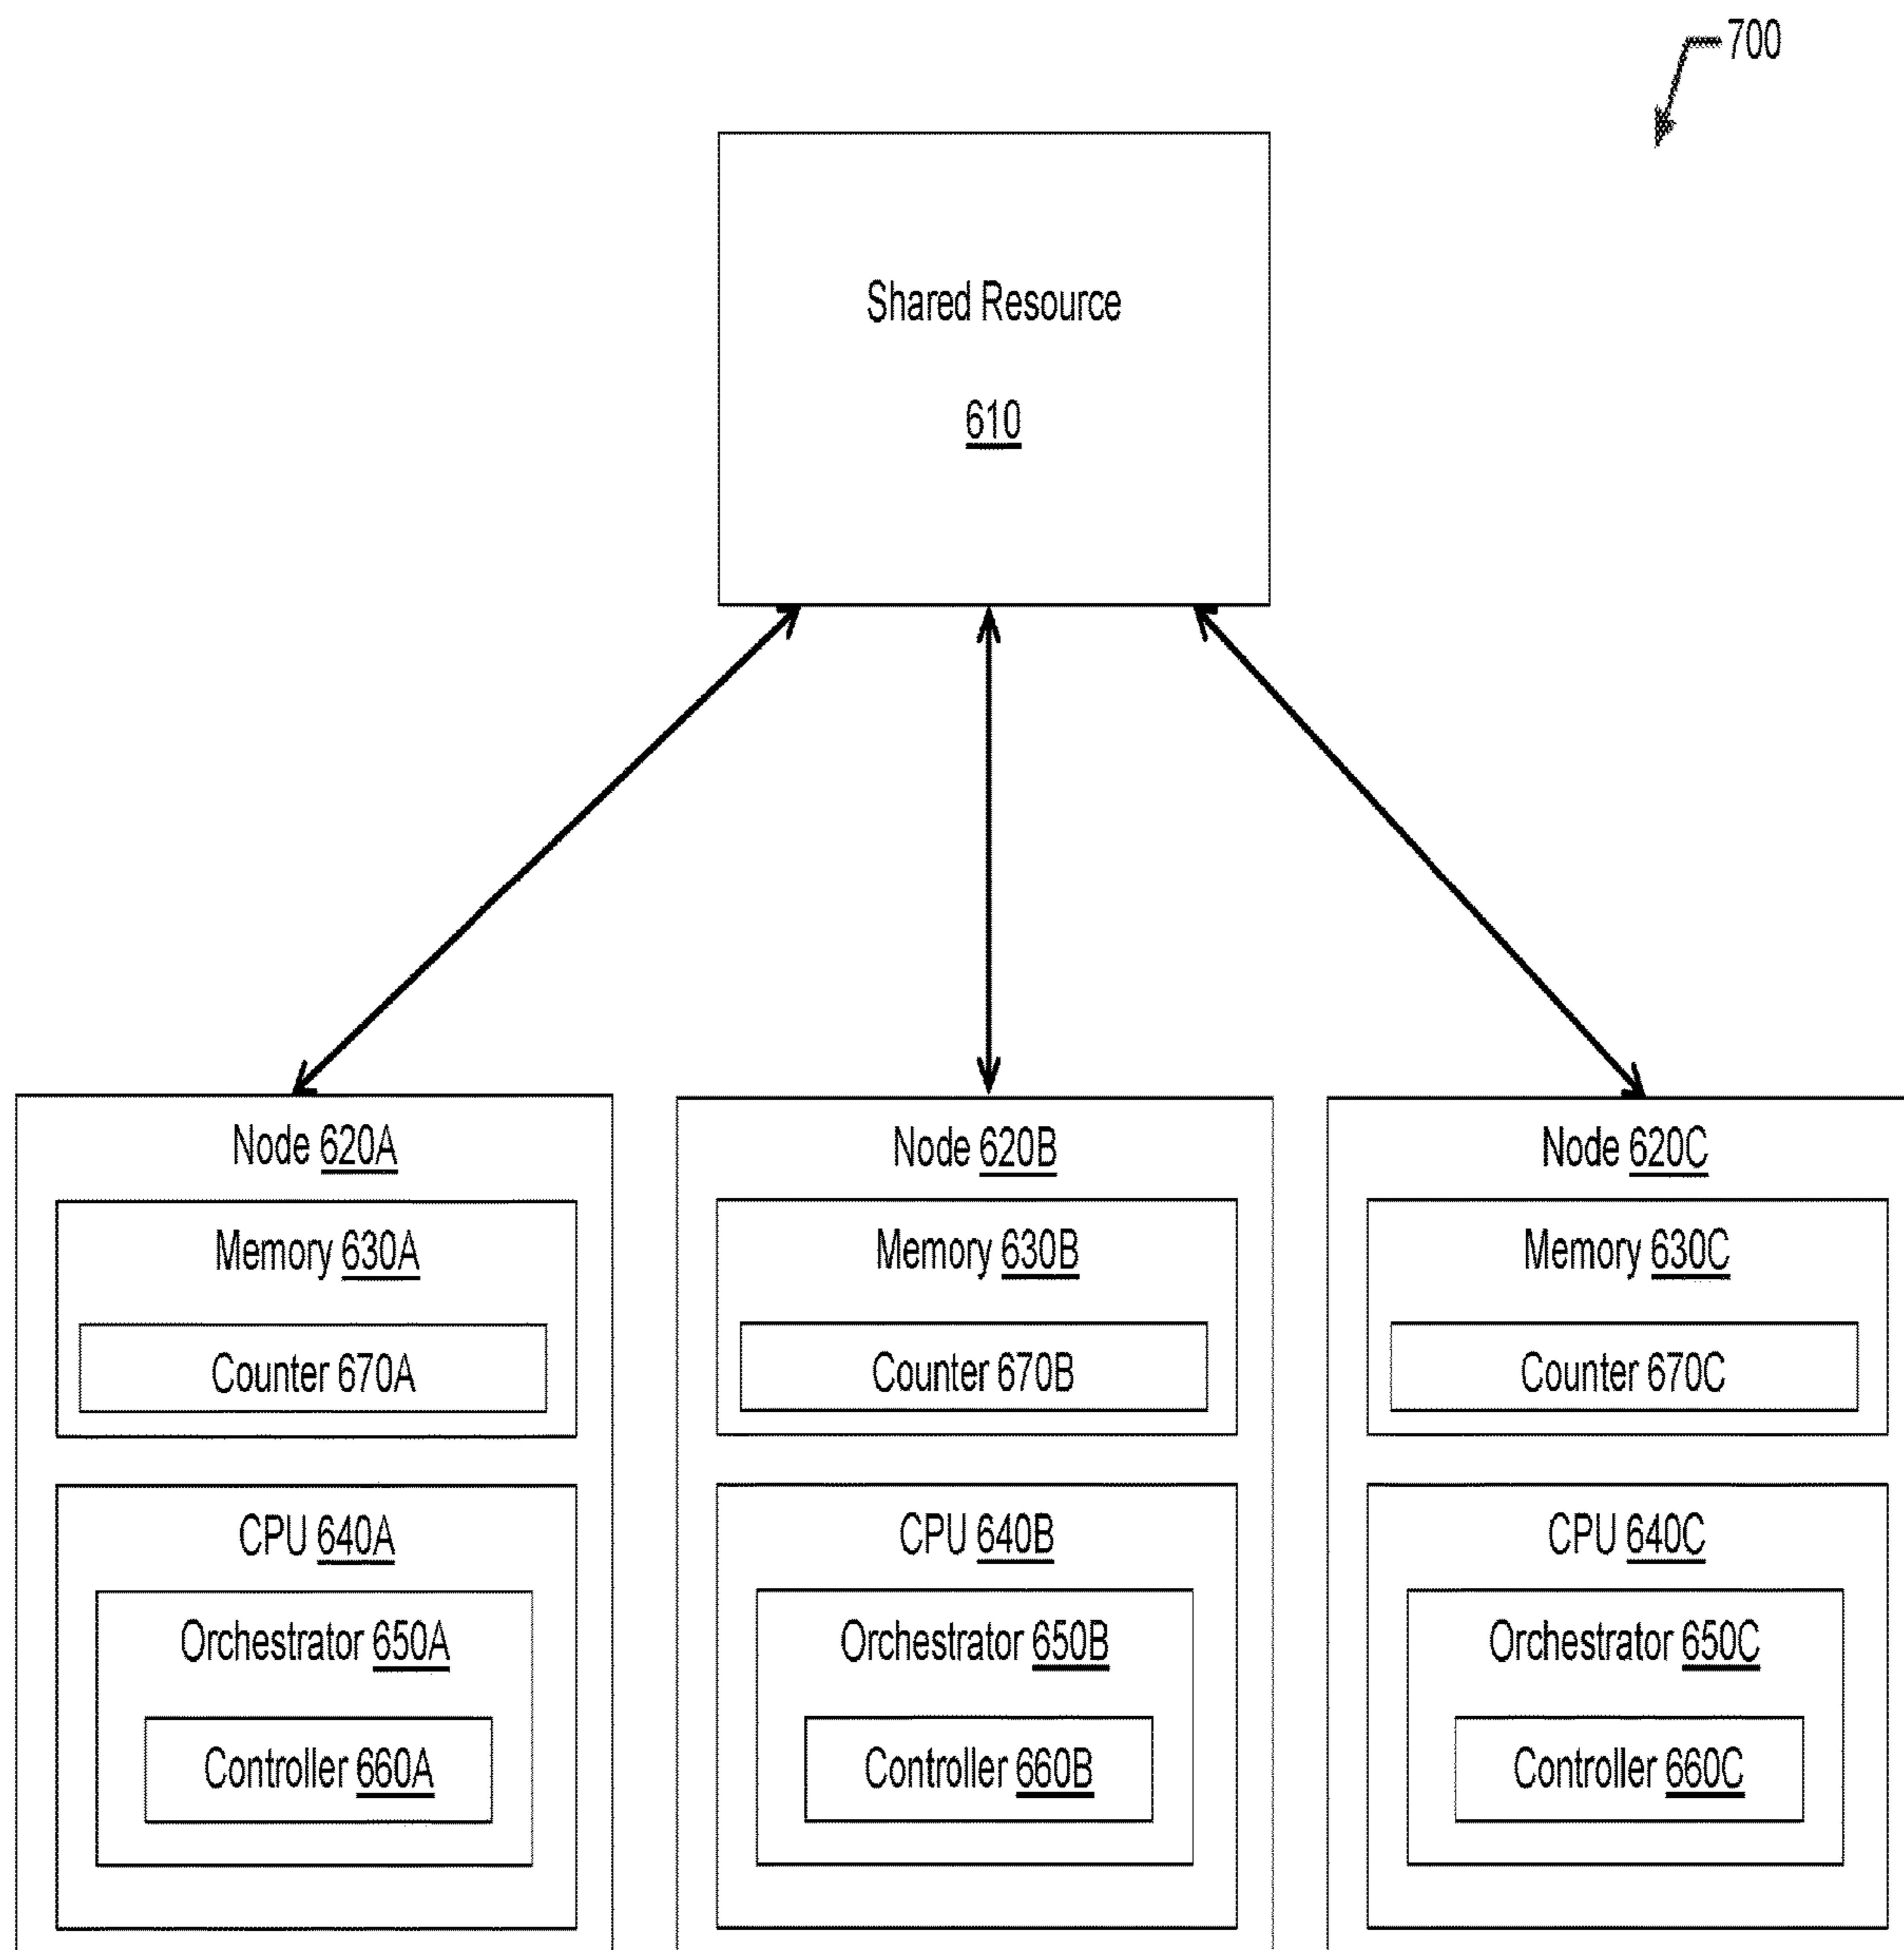 700
Shared Resource
610
Node 620A
Memory 630A
Counter 670A
CPU 640A
Orchestrator 650A
Controller 660A
Node 620B
Memory 630B
Counter 670B
CPU 640B
Orchestrator 650B
Controller 660B
Node 620C
Memory 630C
Counter 670C
CPU 640C
Orchestrator 650C
Controller 660C